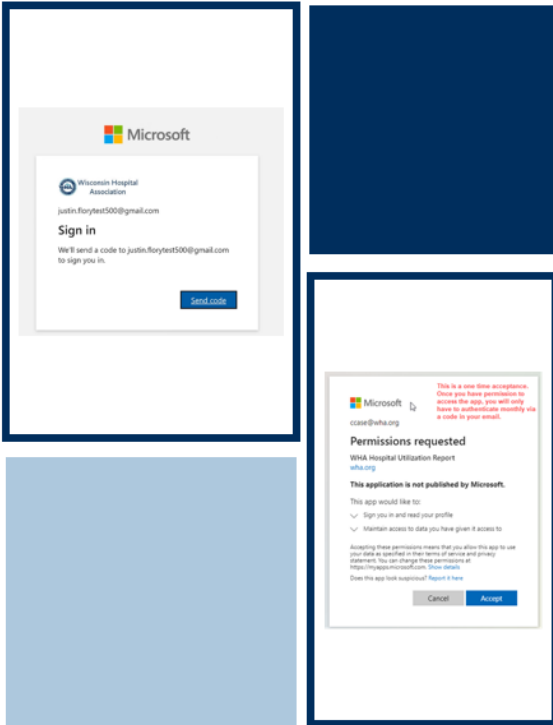 Microsoft
Wisconsin Hospital
Association
justin.florytest500@gmail.com
Sign in
We'll send a code to justin.florytest500@gmail.com
to sign you in.
Send code
This is a one time acceptance.
Once you have permission to
access the app, you will only
have to authenticate monthly via
a code in your email.
Microsoft
ccase@wha.org
Permissions requested
WHA Hospital Utilization Report
wha.org
This application is not published by Microsoft.
This app would like to:
Sign you in and read your profile
Maintain access to data you have given it access to
Accepting these permissions means that you allow this app to use
your data as specified in their terms of service and privacy
statement. You can change these permissions at
https://myapps.microsoft.com. Show details
Does this app look suspicious? Report it here
Cancel
Accept